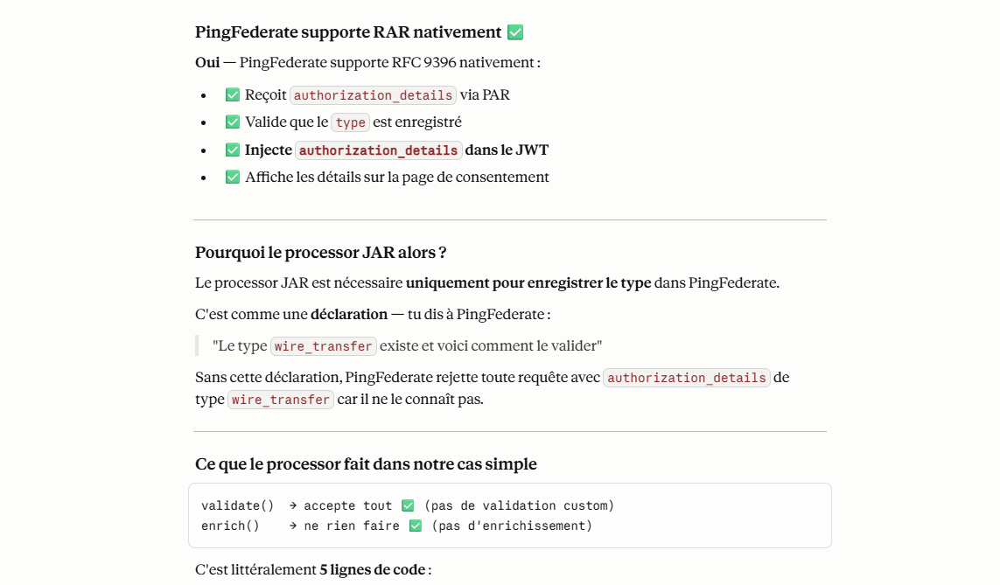 PingFederate supporte RAR nativement ✅
Oui — PingFederate supporte RFC 9396 nativement :
• ✅ Reçoit authorization_details via PAR
• ✅ Valide que le type est enregistré
• ✅ Injecte authorization_details dans le JWT
• ✅ Affiche les détails sur la page de consentement
Pourquoi le processor JAR alors ?
Le processor JAR est nécessaire uniquement pour enregistrer le type dans PingFederate.
C'est comme une déclaration — tu dis à PingFederate :
"Le type wire_transfer existe et voici comment le valider"
Sans cette déclaration, PingFederate rejette toute requête avec authorization_details de
type wire_transfer car il ne le connaît pas.
Ce que le processor fait dans notre cas simple
validate() → accepte tout ✅ (pas de validation custom)
enrich() → ne rien faire ✅ (pas d'enrichissement)
C'est littéralement 5 lignes de code :